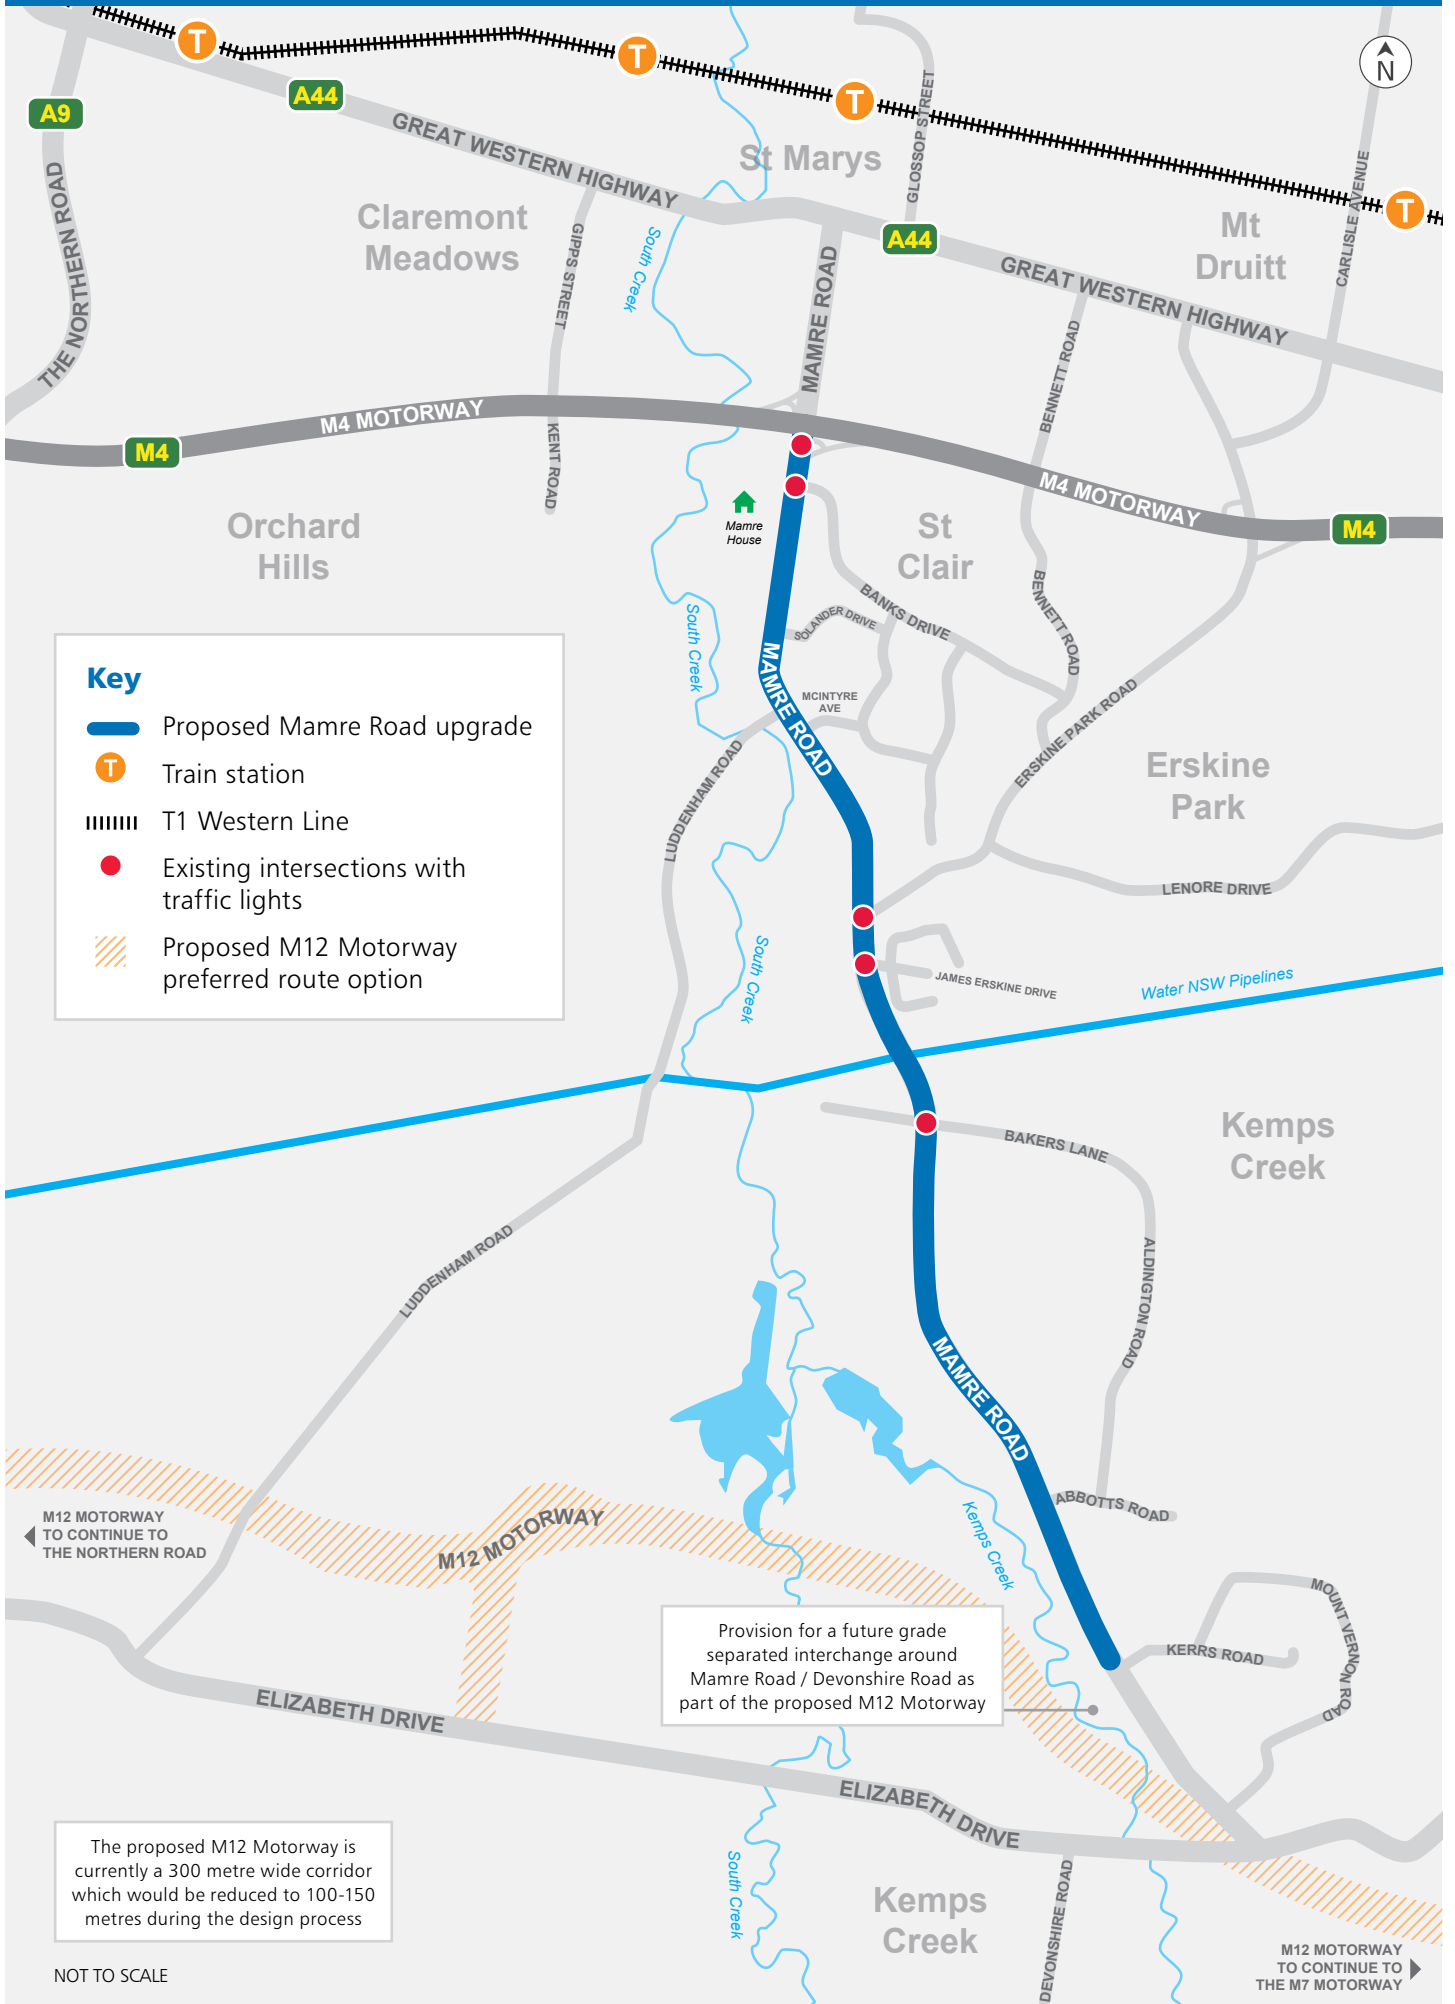 T
T
T
T
N
A9
A44
GREAT WESTERN HIGHWAY
St Marys
GLOSSOP STREET
CARLISLE AVENUE
THE NORTHERN ROAD
Claremont
Meadows
GIPPS STREET
South Creek
MAMRE ROAD
A44
Mt
Druitt
GREAT WESTERN HIGHWAY
BENNETT ROAD
M4 MOTORWAY
M4
KENT ROAD
M4 MOTORWAY
M4
Orchard
Hills
Mamre
House
St
Clair
BANKS DRIVE
SOLANDER DRIVE
BENNETT ROAD
South Creek
MAMRE ROAD
MCINTYRE
AVE
ERSKINE PARK ROAD
LUDDENHAM ROAD
Erskine
Park
LENORE DRIVE
Key
Proposed Mamre Road upgrade
T
Train station
T1 Western Line
Existing intersections with
traffic lights
Proposed M12 Motorway
preferred route option
South Creek
JAMES ERSKINE DRIVE
Water NSW Pipelines
BAKERS LANE
Kemps
Creek
LUDDENHAM ROAD
ALDINGTON ROAD
MAMRE ROAD
ABBOTTS ROAD
M12 MOTORWAY
TO CONTINUE TO
THE NORTHERN ROAD
M12 MOTORWAY
Kemps Creek
MOUNT VERNON ROAD
KERRS ROAD
Provision for a future grade
separated interchange around
Mamre Road / Devonshire Road as
part of the proposed M12 Motorway
ELIZABETH DRIVE
ELIZABETH DRIVE
The proposed M12 Motorway is
currently a 300 metre wide corridor
which would be reduced to 100-150
metres during the design process
South Creek
Kemps
Creek
DEVONSHIRE ROAD
M12 MOTORWAY
TO CONTINUE TO
THE M7 MOTORWAY
NOT TO SCALE